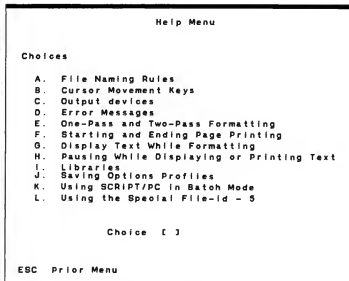 Help Menu
Choices
A. File Naming Rules
B. Cursor Movement Keys
C. Output devices
D. Error Messages
E. One-Pass and Two-Pass Formatting
F. Starting and Ending Page Printing
G. Display Text While Formatting
H. Pausing While Displaying or Printing Text
I. Libraries
J. Saving Options Profiles
K. Using SCRIPT/PC in Batch Mode
L. Using the Special File-id - 5
Choice [ ]
ESC Prior Menu